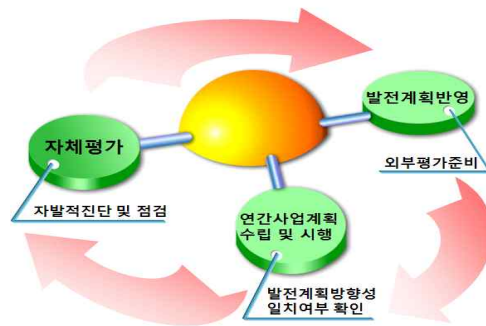 자체평가
자발적진단 및 점검
발전계획반영
외부평가준비
연간사업계획
수립 및 시행
발전계획방향성
일치여부 확인